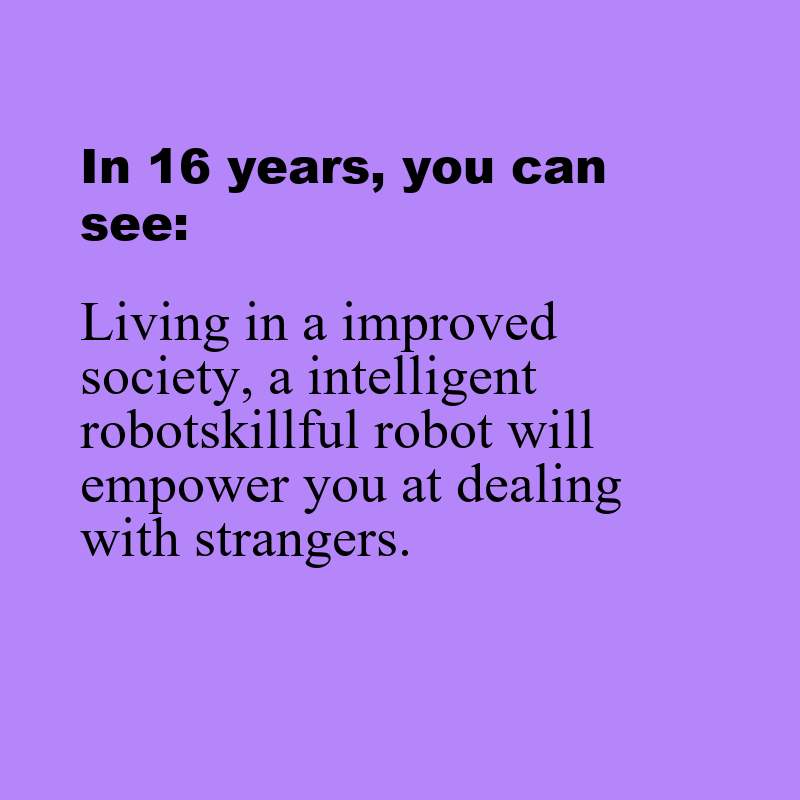 In 16 years, you can
see:
Living in a improved
society, a intelligent
robotskillful robot will
empower you at dealing
with strangers.